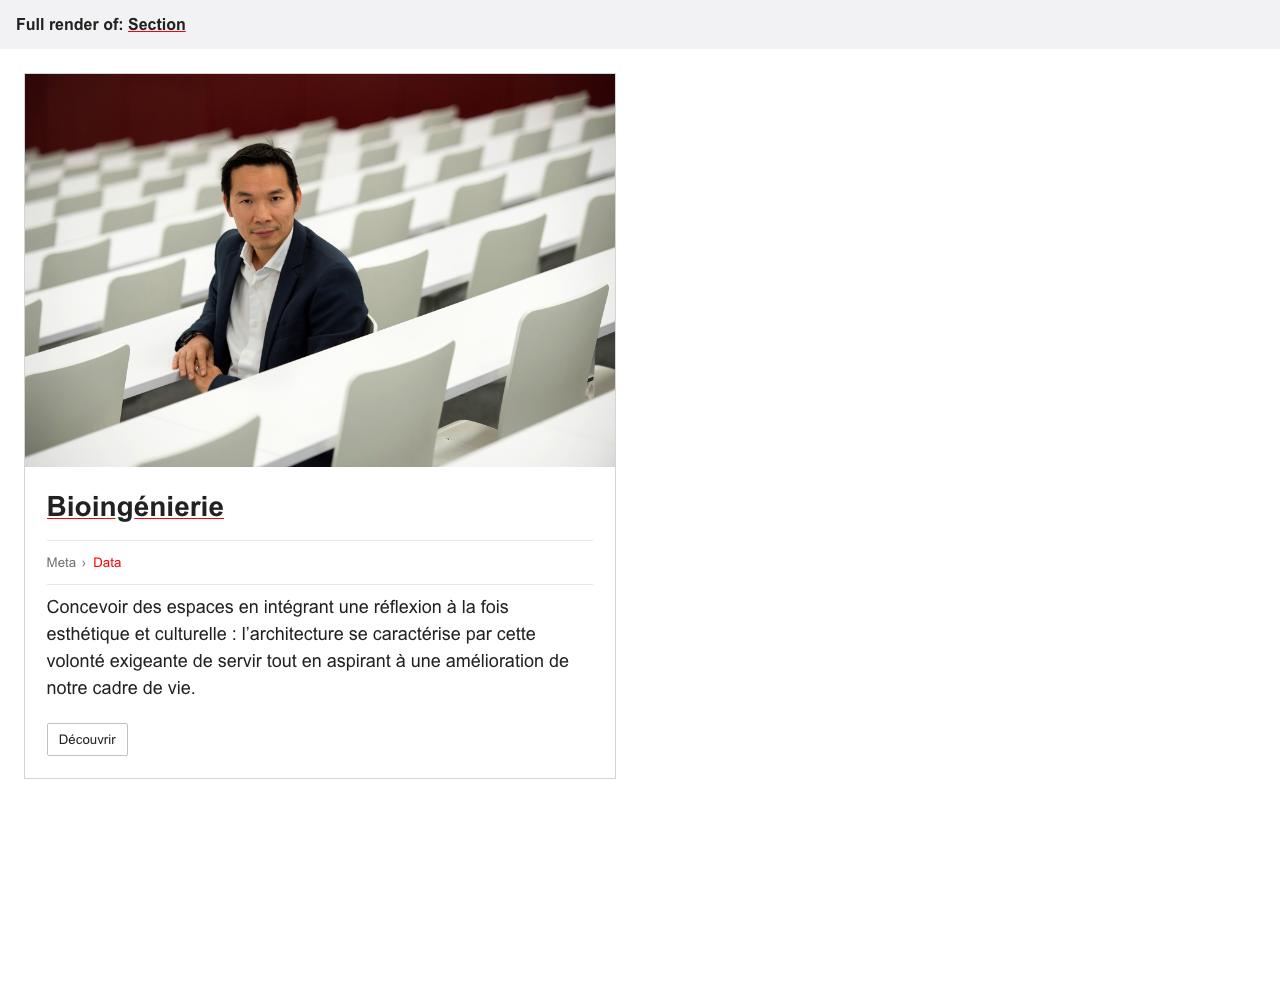 Full render of: Section
Bioingénierie
Meta › Data
Concevoir des espaces en intégrant une réflexion à la fois
esthétique et culturelle : l’architecture se caractérise par cette
volonté exigeante de servir tout en aspirant à une amélioration de
notre cadre de vie.
Découvrir